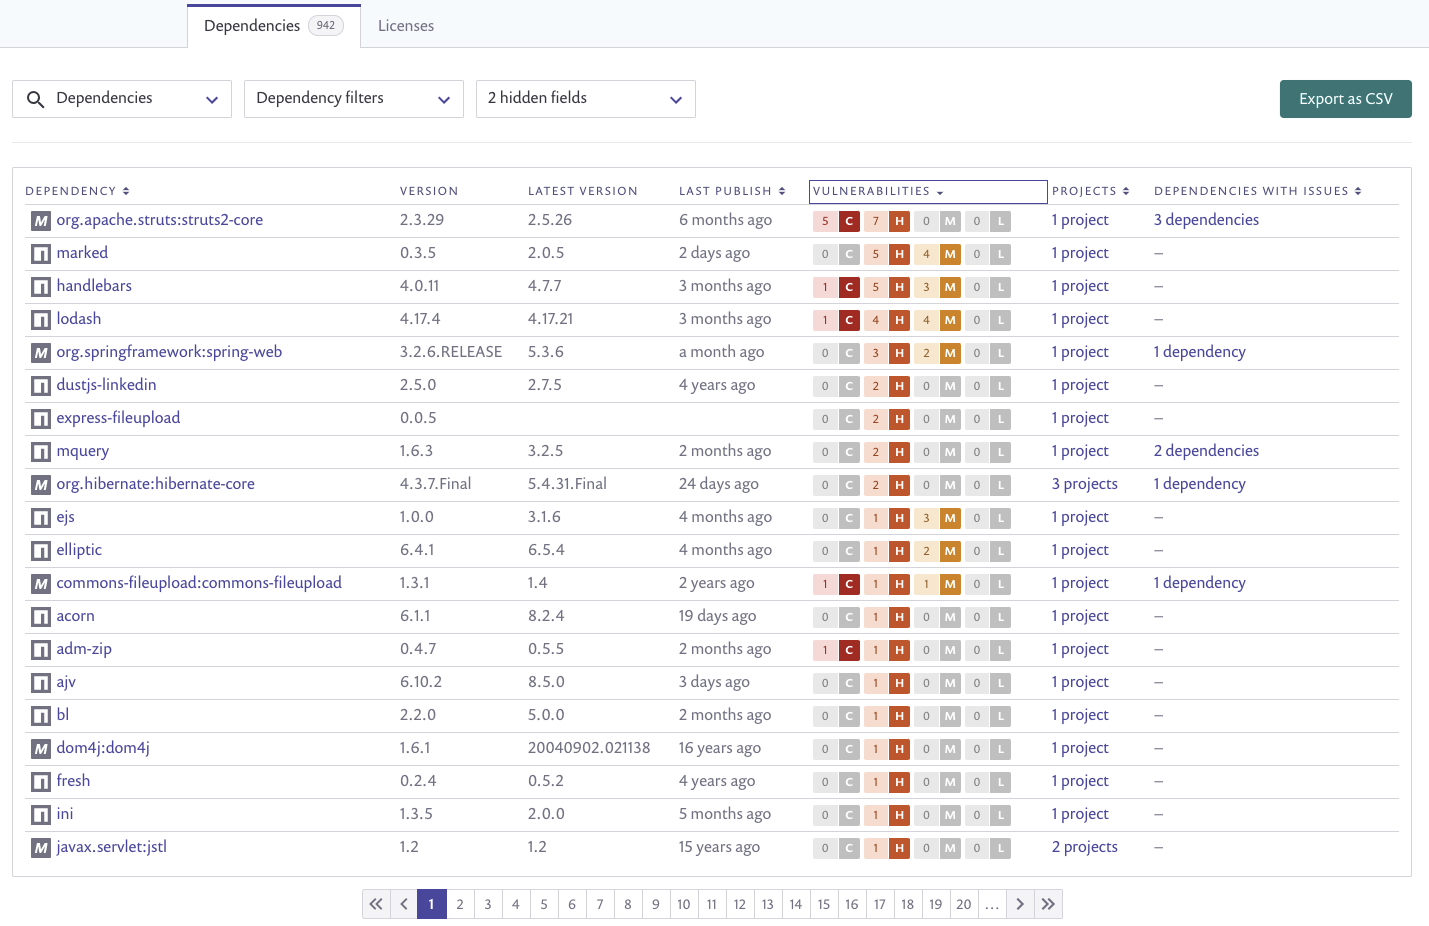 Dependencies 942 Licenses
Dependencies Dependency filters 2 hidden fields Export as CSV
DEPENDENCY VERSION LATEST VERSION LAST PUBLISH VULNERABILITIES PROJECTS DEPENDENCIES WITH ISSUES
M org.apache.struts:struts2-core 2.3.29 2.5.26 6 months ago 5 C 7 H 0 M 0 L 1 project 3 dependencies
marked 0.3.5 2.0.5 2 days ago 0 C 5 H 4 M 0 L 1 project –
handlebars 4.0.11 4.7.7 3 months ago 1 C 5 H 3 M 0 L 1 project –
lodash 4.17.4 4.17.21 3 months ago 1 C 4 H 4 M 0 L 1 project –
M org.springframework:spring-web 3.2.6.RELEASE 5.3.6 a month ago 0 C 3 H 2 M 0 L 1 project 1 dependency
dustjs-linkedin 2.5.0 2.7.5 4 years ago 0 C 2 H 0 M 0 L 1 project –
express-fileupload 0.0.5 0 C 2 H 0 M 0 L 1 project –
mquery 1.6.3 3.2.5 2 months ago 0 C 2 H 0 M 0 L 1 project 2 dependencies
M org.hibernate:hibernate-core 4.3.7.Final 5.4.31.Final 24 days ago 0 C 2 H 0 M 0 L 3 projects 1 dependency
ejs 1.0.0 3.1.6 4 months ago 0 C 1 H 3 M 0 L 1 project –
elliptic 6.4.1 6.5.4 4 months ago 0 C 1 H 2 M 0 L 1 project –
M commons-fileupload:commons-fileupload 1.3.1 1.4 2 years ago 1 C 1 H 1 M 0 L 1 project 1 dependency
acorn 6.1.1 8.2.4 19 days ago 0 C 1 H 0 M 0 L 1 project –
adm-zip 0.4.7 0.5.5 2 months ago 1 C 1 H 0 M 0 L 1 project –
ajv 6.10.2 8.5.0 3 days ago 0 C 1 H 0 M 0 L 1 project –
bl 2.2.0 5.0.0 2 months ago 0 C 1 H 0 M 0 L 1 project –
M dom4j:dom4j 1.6.1 20040902.021138 16 years ago 0 C 1 H 0 M 0 L 1 project –
fresh 0.2.4 0.5.2 4 years ago 0 C 1 H 0 M 0 L 1 project –
ini 1.3.5 2.0.0 5 months ago 0 C 1 H 0 M 0 L 1 project –
M javax.servlet:jstl 1.2 1.2 15 years ago 0 C 1 H 0 M 0 L 2 projects –
1 2 3 4 5 6 7 8 9 10 11 12 13 14 15 16 17 18 19 20 ...